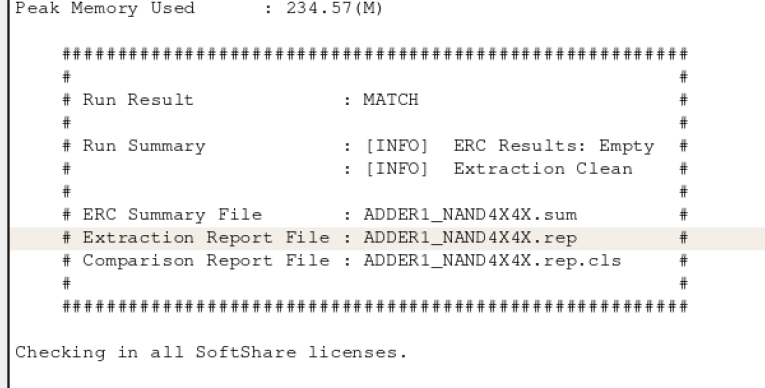 Peak Memory Used      : 234.57(M)
##########################################################
#                                                        #
# Run Result              : MATCH                        #
#                                                        #
# Run Summary             : [INFO]  ERC Results: Empty  #
#                         : [INFO]  Extraction Clean    #
#                                                        #
# ERC Summary File        : ADDER1_NAND4X4X.sum          #
# Extraction Report File : ADDER1_NAND4X4X.rep          #
# Comparison Report File : ADDER1_NAND4X4X.rep.cls      #
#                                                        #
##########################################################
Checking in all SoftShare licenses.